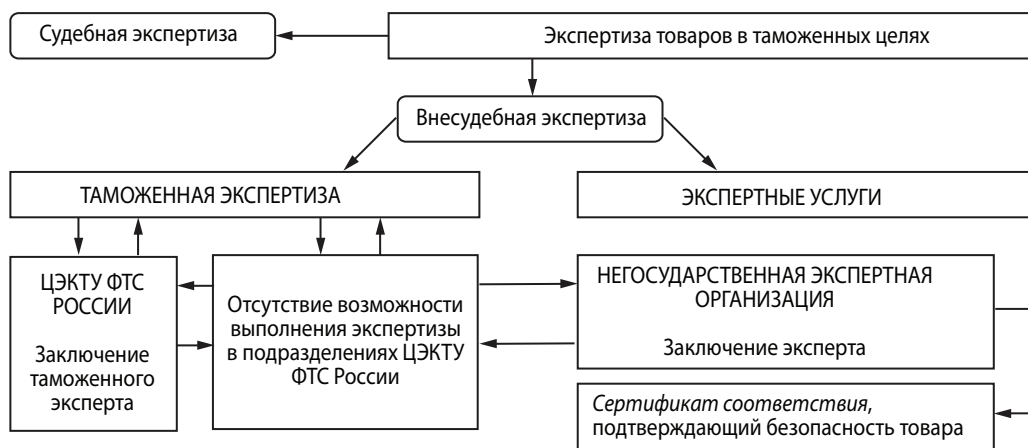 Судебная экспертиза
Экспертиза товаров в таможенных целях
Внесудебная экспертиза
ТАМОЖЕННАЯ ЭКСПЕРТИЗА
ЭКСПЕРТНЫЕ УСЛУГИ
ЦЭКТУ ФТС
РОССИИ
Заключение
таможенного
эксперта
Отсутствие возможности
выполнения экспертизы
в подразделениях ЦЭКТУ
ФТС России
НЕГОСУДАРСТВЕННАЯ ЭКСПЕРТНАЯ
ОРГАНИЗАЦИЯ
Заключение эксперта
Сертификат соответствия,
подтверждающий безопасность товара